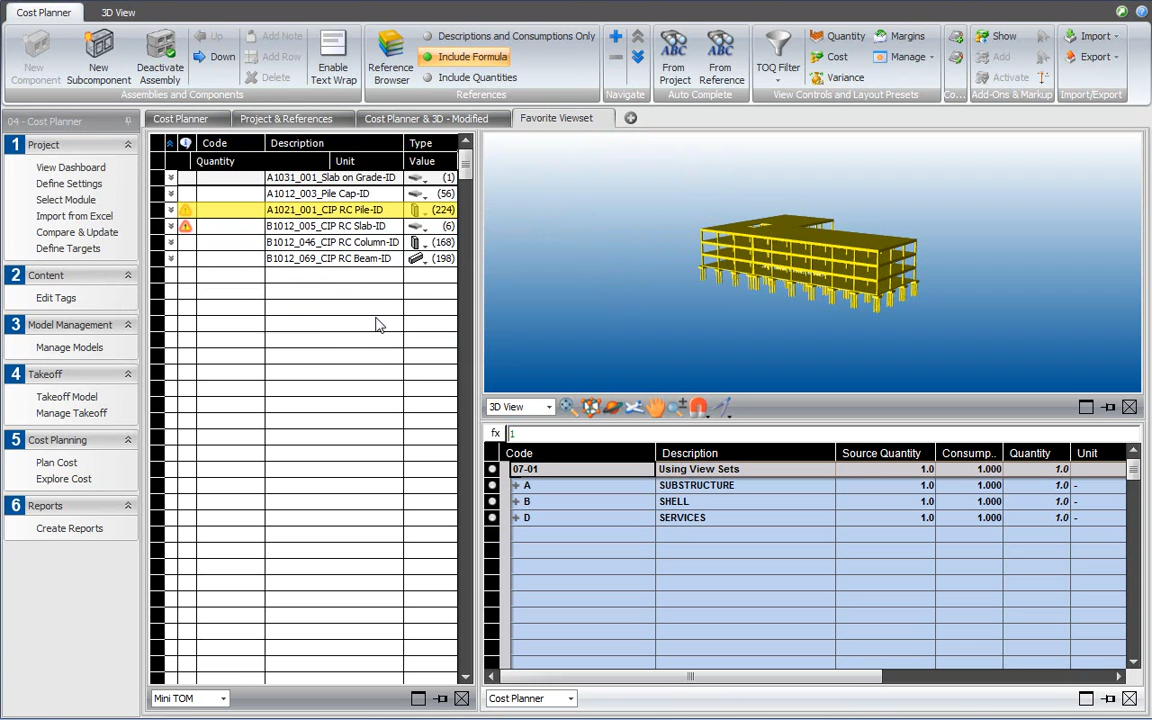 Cost Planner
3D View
New Component
New Subcomponent
Deactivate Assembly
Up
Down
Add Note
Add Row
Delete
Enable Text Wrap
Assemblies and Components
Reference Browser
Descriptions and Consumptions Only
Include Formula
Include Quantities
References
Navigate
From Project
From Reference
Auto Complete
TOQ Filter
Quantity
Cost
Variance
Margins
Manage
View Controls and Layout Presets
Co...
Show
Add
Activate
Add-Ons & Markup
Import
Export
Import/Export
04 - Cost Planner
Cost Planner
Project & References
Cost Planner & 3D - Modified
Favorite Viewset
1 Project
View Dashboard
Define Settings
Select Module
Import from Excel
Compare & Update
Define Targets
2 Content
Edit Tags
3 Model Management
Manage Models
4 Takeoff
Takeoff Model
Manage Takeoff
5 Cost Planning
Plan Cost
Explore Cost
6 Reports
Create Reports
Code Description Type
Quantity Unit Value
A1031_001_Slab on Grade-ID (1)
A1012_003_Pile Cap-ID (56)
A1021_001_CIP RC Pile-ID (224)
B1012_005_CIP RC Slab-ID (6)
B1012_046_CIP RC Column-ID (168)
B1012_069_CIP RC Beam-ID (198)
Mini TOM
3D View
fx 1
Code Description Source Quantity Consump.. Quantity Unit
07-01 Using View Sets 1.0 1.000 1.0
+ A SUBSTRUCTURE 1.0 1.000 1.0 -
+ B SHELL 1.0 1.000 1.0 -
+ D SERVICES 1.0 1.000 1.0 -
Cost Planner